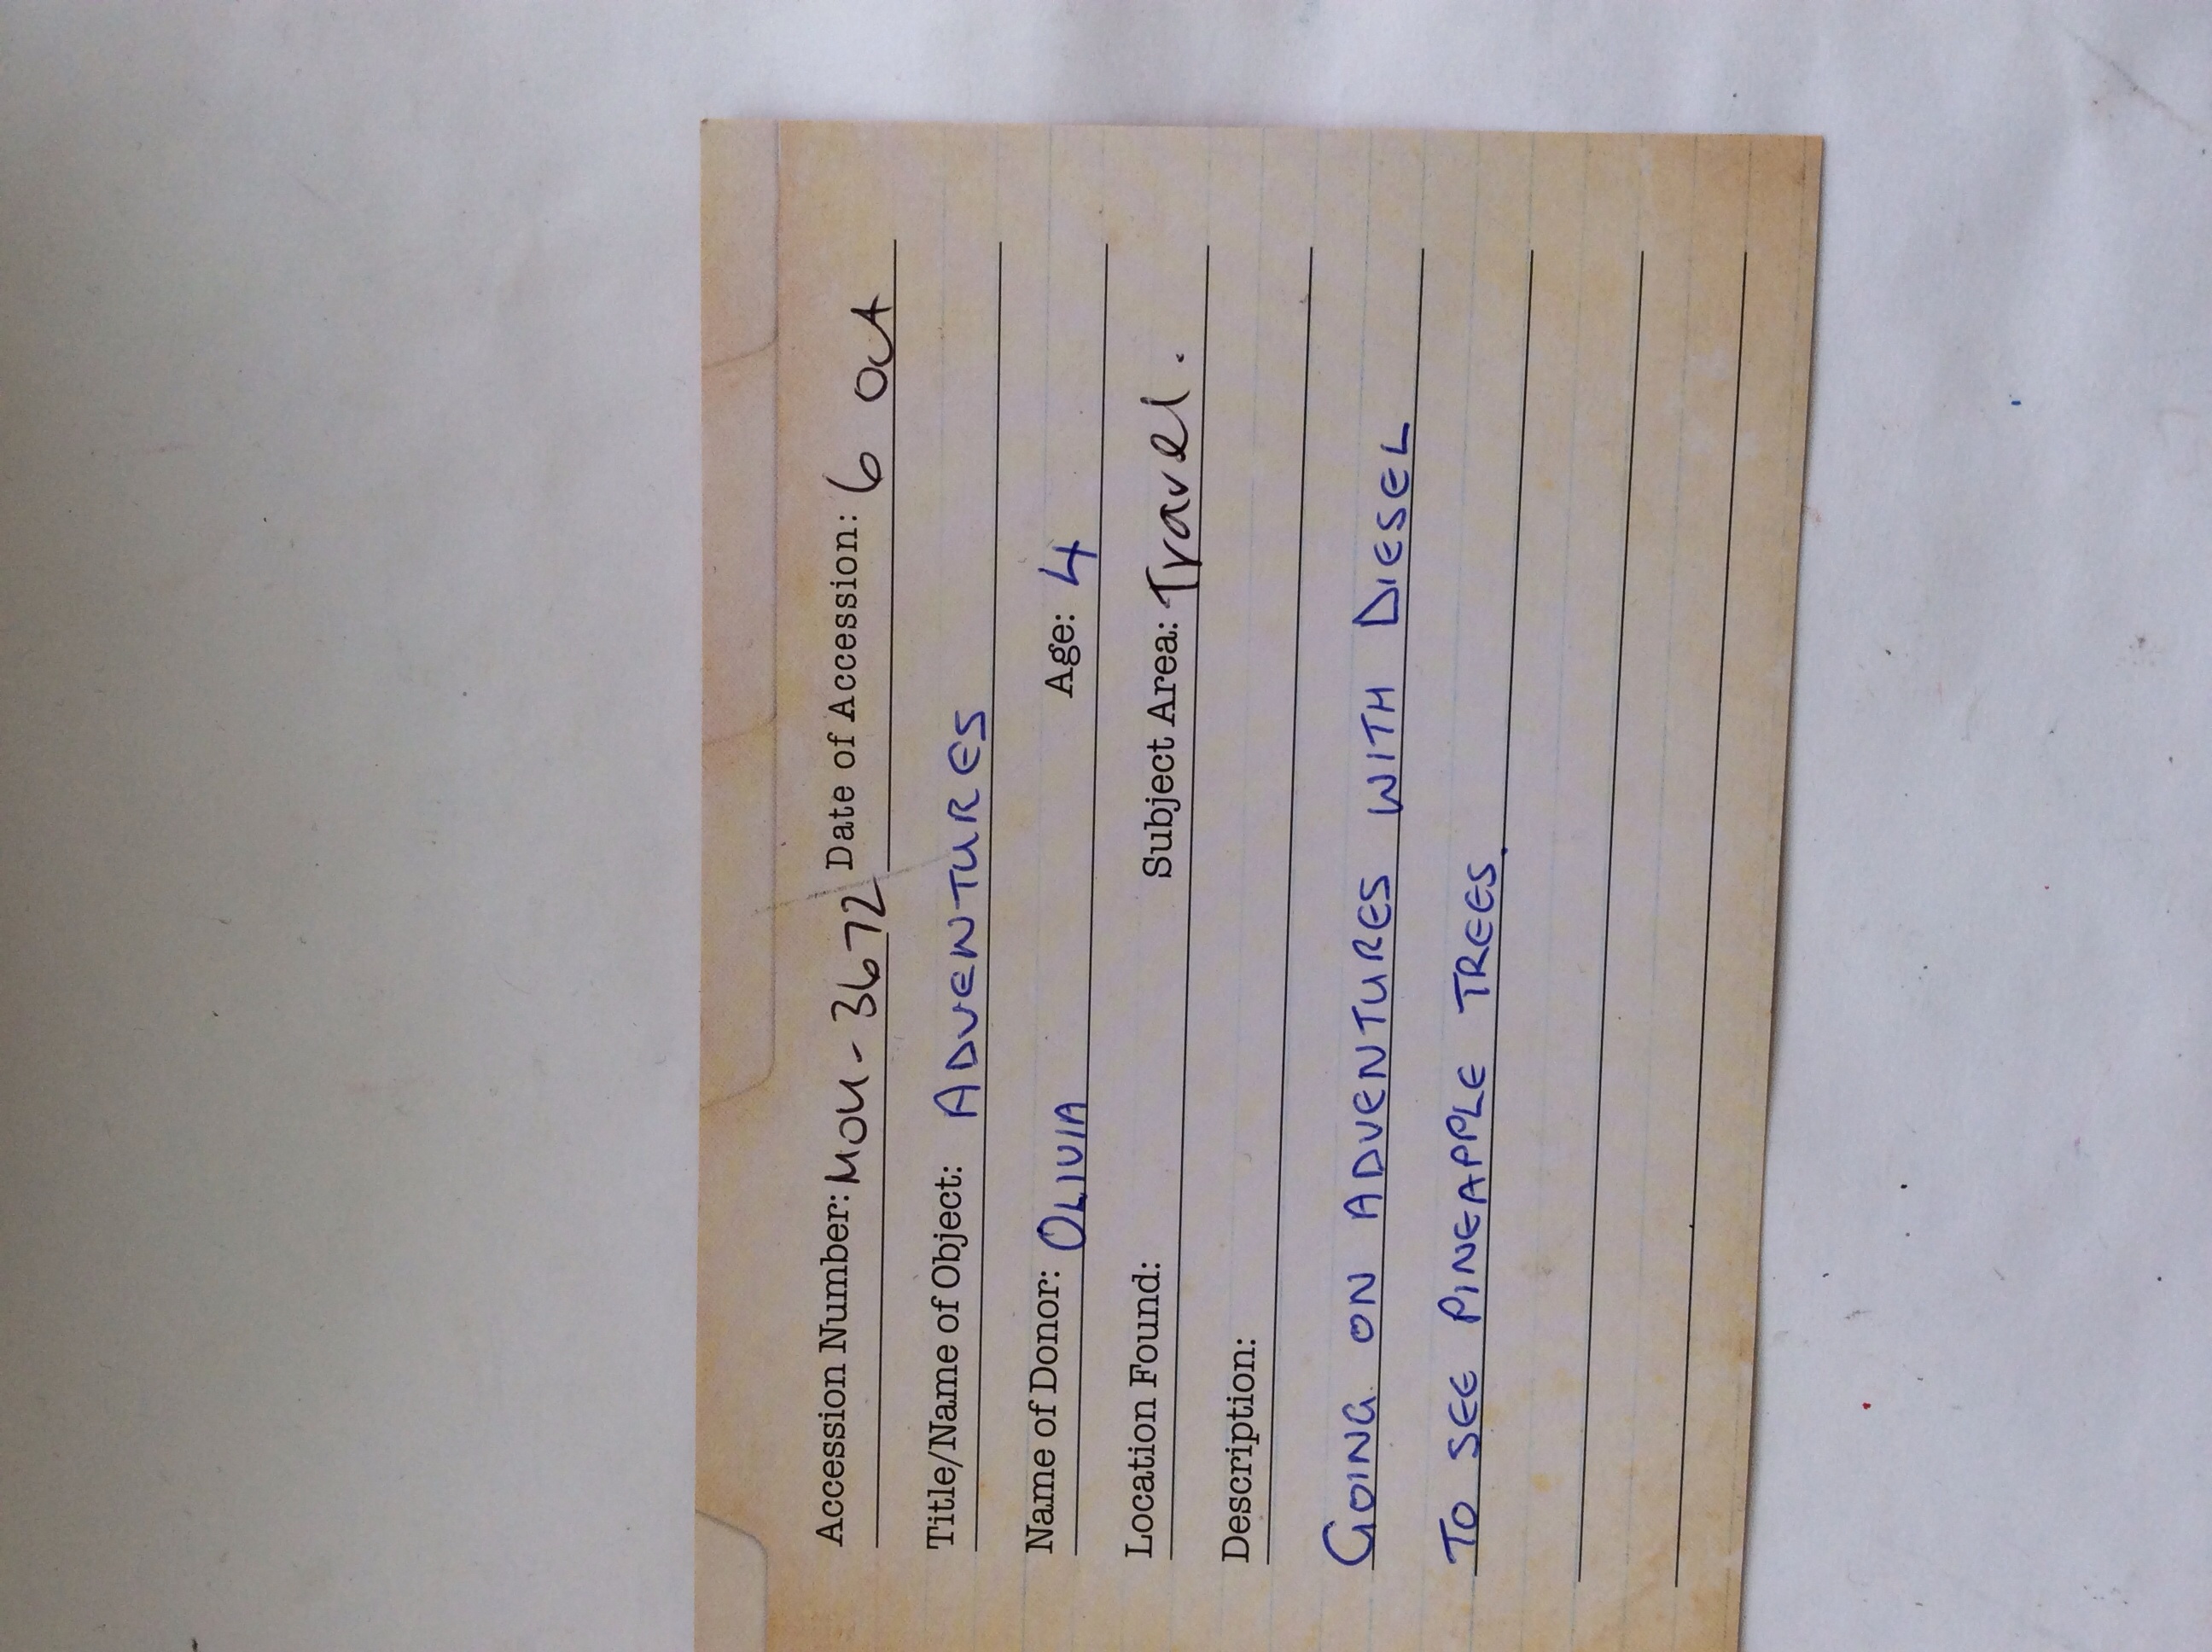 Accession Number: MOU-3672 Date of Accession: 6 Oct
Title/Name of Object: ADVENTURES
Name of Donor: OLIVIA Age: 4
Location Found: Subject Area: Travel.
Description:
GOING ON ADVENTURES WITH DIESEL
TO SEE PINEAPPLE TREES.